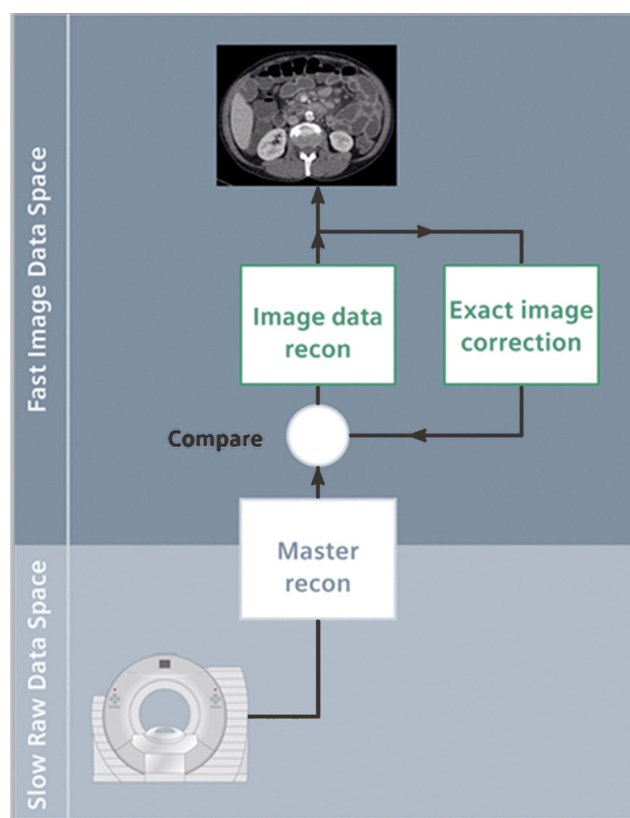 Fast Image Data Space
Image data
recon
Exact image
correction
Compare
Master
recon
Slow Raw Data Space